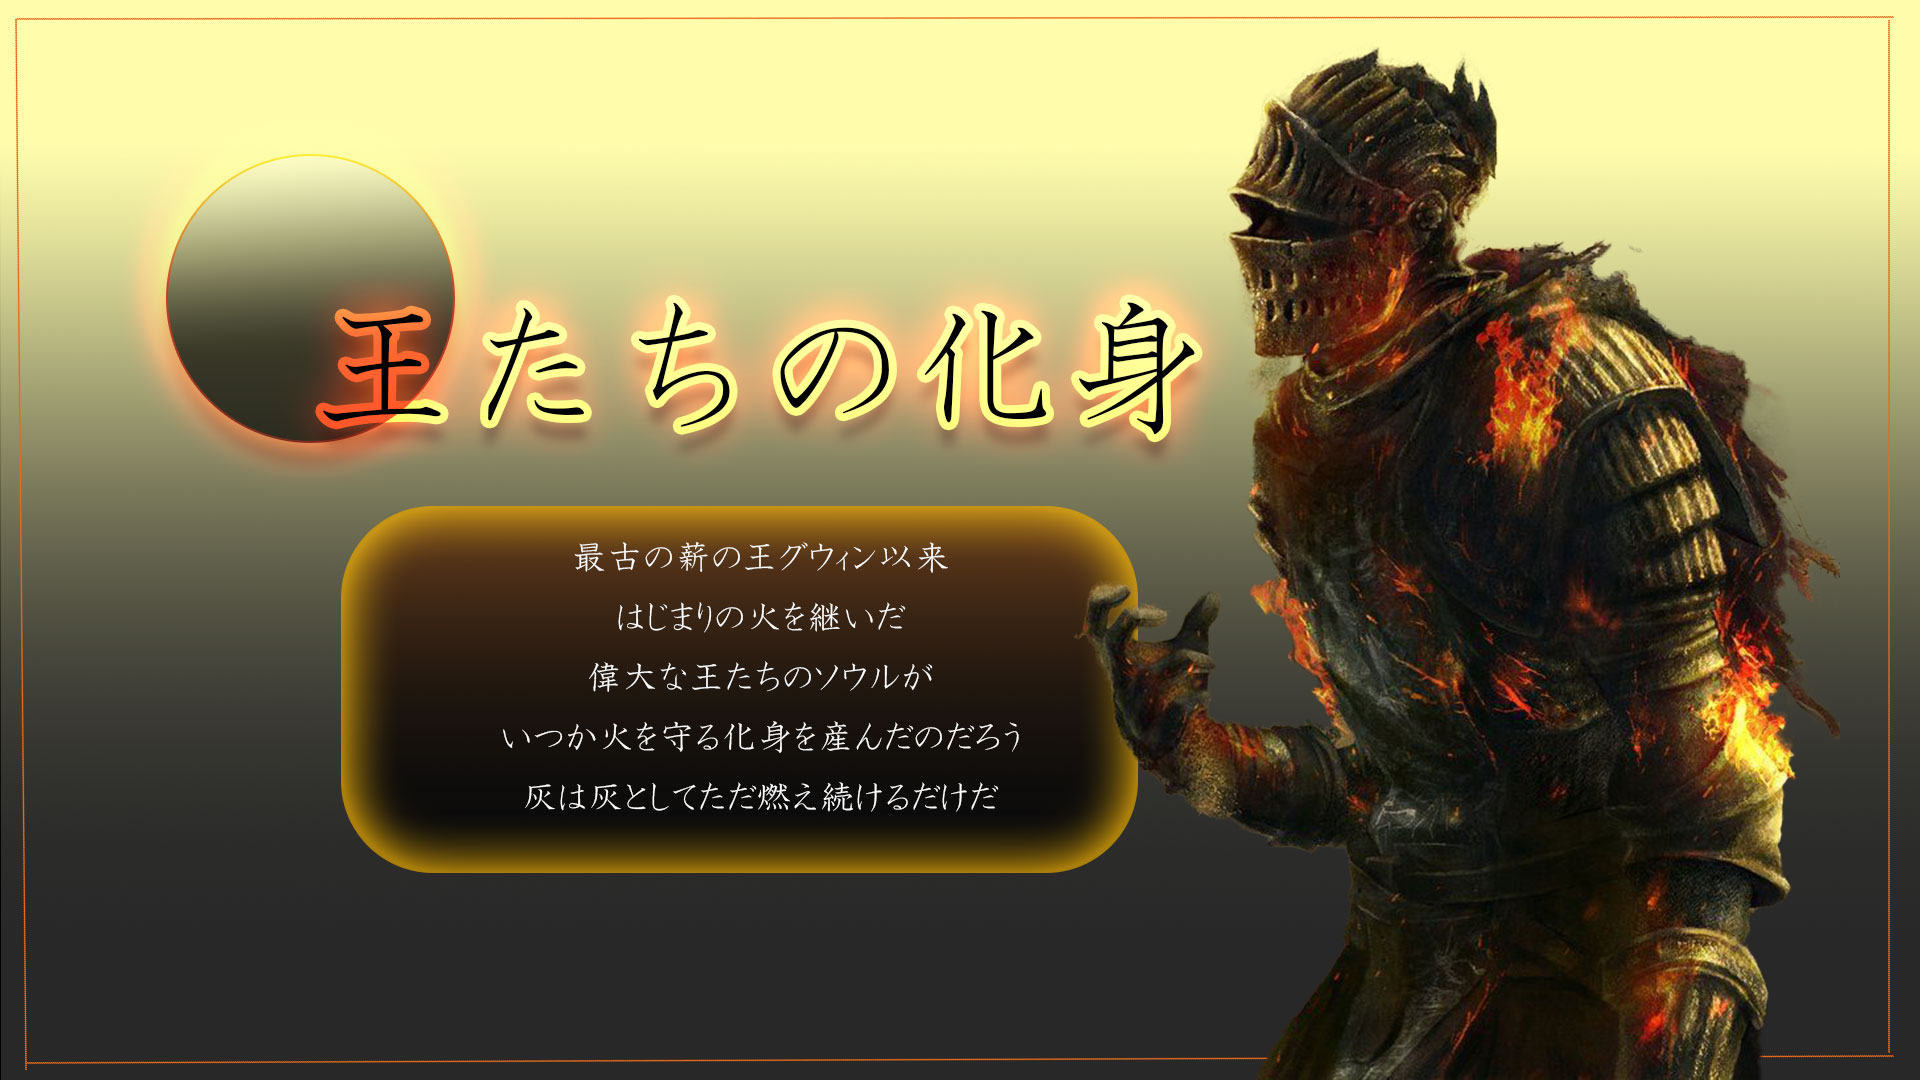 王たちの化身
最古の薪の王グウィン以来
はじまりの火を継いだ
偉大な王たちのソウルが
いつか火を守る化身を産んだのだろう
灰は灰としてただ燃え続けるだけだ